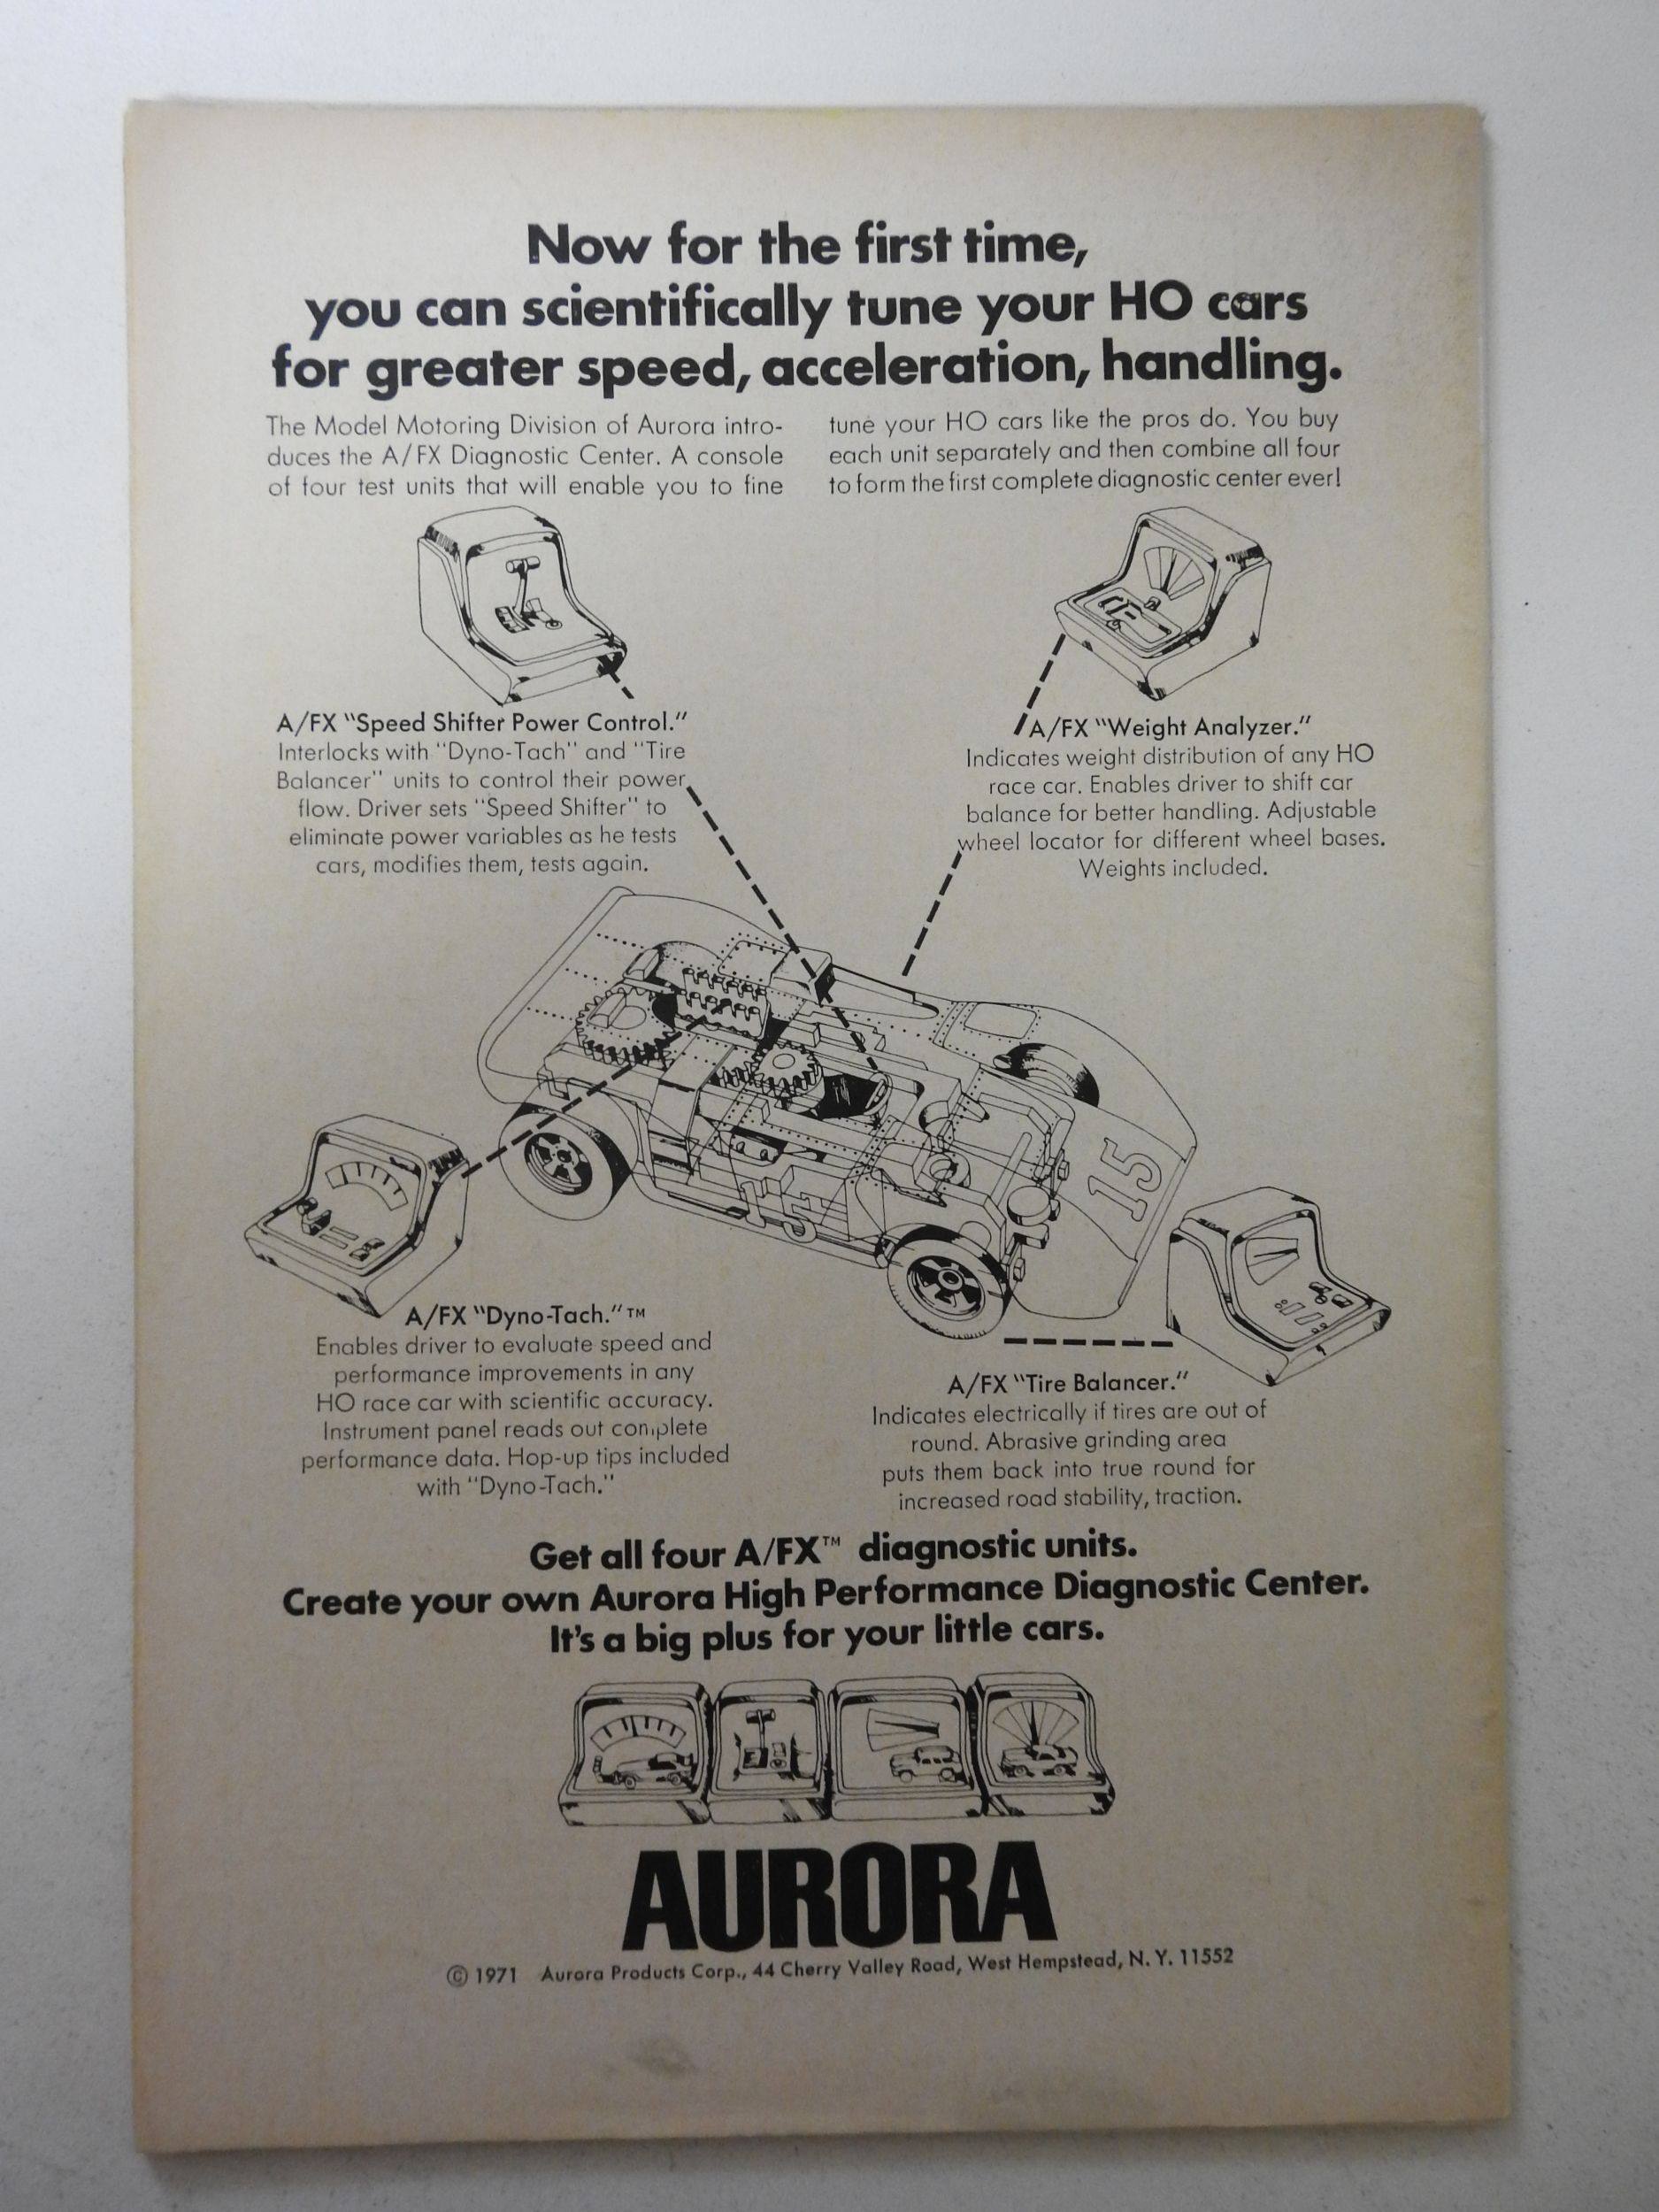 Now for the first time,
you can scientifically tune your HO cars
for greater speed, acceleration, handling.
The Model Motoring Division of Aurora intro-
duces the A/FX Diagnostic Center. A console
of four test units that will enable you to fine
tune your HO cars like the pros do. You buy
each unit separately and then combine all four
to form the first complete diagnostic center ever!
A/FX "Speed Shifter Power Control."
Interlocks with "Dyno-Tach" and "Tire
Balancer" units to control their power
flow. Driver sets "Speed Shifter" to
eliminate power variables as he tests
cars, modifies them, tests again.
A/FX "Weight Analyzer."
Indicates weight distribution of any HO
race car. Enables driver to shift car
balance for better handling. Adjustable
wheel locator for different wheel bases.
Weights included.
15
15
A/FX "Dyno-Tach."™
Enables driver to evaluate speed and
performance improvements in any
HO race car with scientific accuracy.
Instrument panel reads out complete
performance data. Hop-up tips included
with "Dyno-Tach."
A/FX "Tire Balancer."
Indicates electrically if tires are out of
round. Abrasive grinding area
puts them back into true round for
increased road stability, traction.
Get all four A/FX™ diagnostic units.
Create your own Aurora High Performance Diagnostic Center.
It's a big plus for your little cars.
AURORA
© 1971 Aurora Products Corp., 44 Cherry Valley Road, West Hempstead, N. Y. 11552